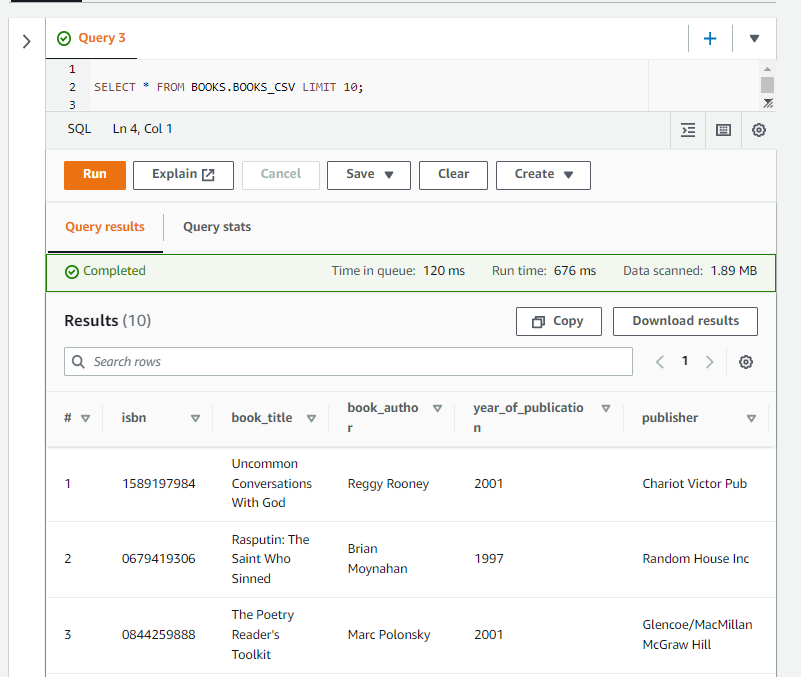 Query 3
1
2 SELECT * FROM BOOKS.BOOKS_CSV LIMIT 10;
3
SQL Ln 4, Col 1
Run Explain Cancel Save Clear Create
Query results Query stats
Completed Time in queue: 120 ms Run time: 676 ms Data scanned: 1.89 MB
Results (10) Copy Download results
Search rows 1
# isbn book_title book_autho
r year_of_publicatio
n publisher
1 1589197984 Uncommon
Conversations
With God Reggy Rooney 2001 Chariot Victor Pub
2 0679419306 Rasputin: The
Saint Who
Sinned Brian
Moynahan 1997 Random House Inc
3 0844259888 The Poetry
Reader's
Toolkit Marc Polonsky 2001 Glencoe/MacMillan
McGraw Hill